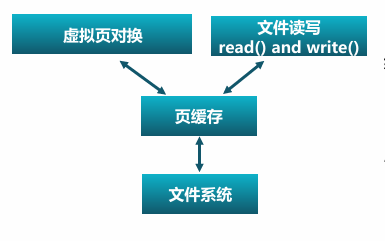 虚拟页对换
文件读写
read() and write()
页缓存
文件系统